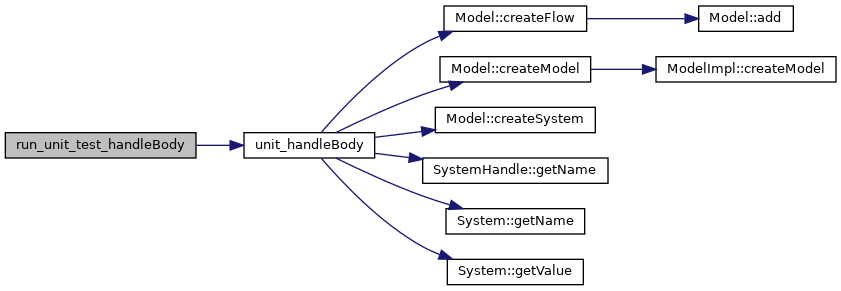 run_unit_test_handleBody
unit_handleBody
Model::createFlow
Model::add
Model::createModel
ModelImpl::createModel
Model::createSystem
SystemHandle::getName
System::getName
System::getValue